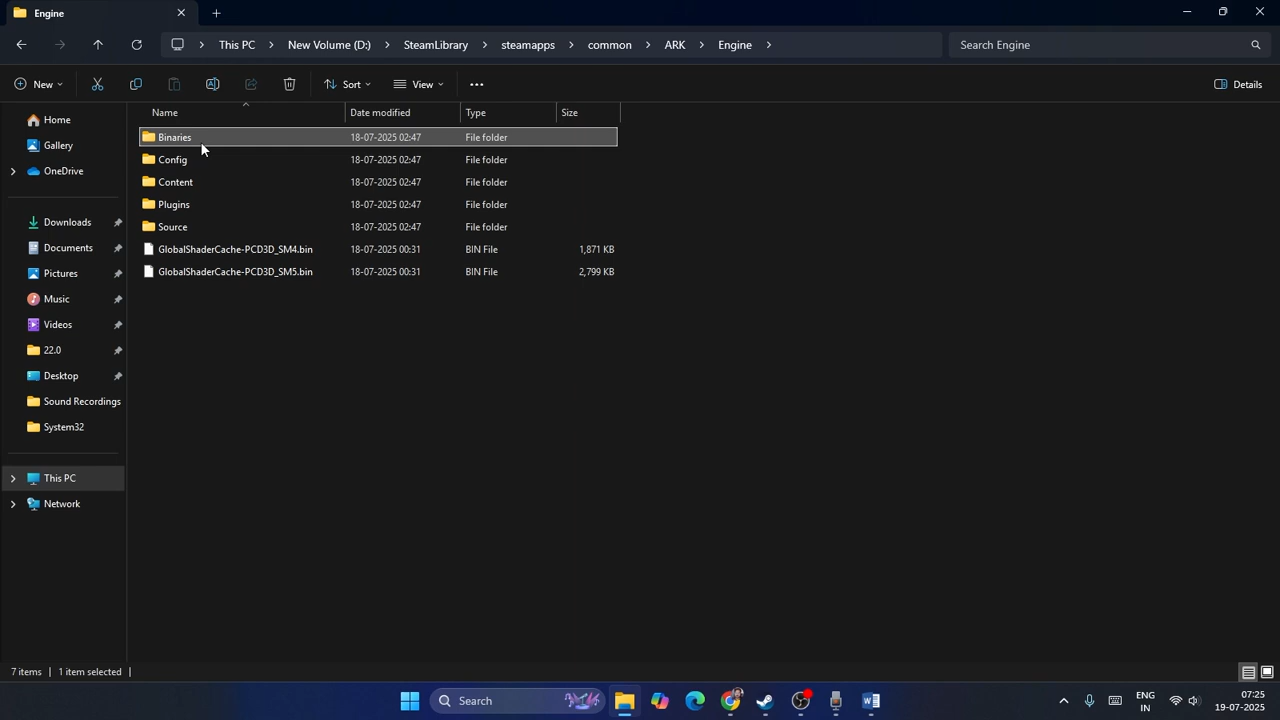 Engine
This PC > New Volume (D:) > SteamLibrary > steamapps > common > ARK > Engine >
Search Engine
New
Sort
View
Details
Name Date modified Type Size
Home
Gallery
OneDrive
Downloads
Documents
Pictures
Music
Videos
22.0
Desktop
Sound Recordings
System32
This PC
Network
Binaries 18-07-2025 02:47 File folder
Config 18-07-2025 02:47 File folder
Content 18-07-2025 02:47 File folder
Plugins 18-07-2025 02:47 File folder
Source 18-07-2025 02:47 File folder
GlobalShaderCache-PCD3D_SM4.bin 18-07-2025 00:31 BIN File 1,871 KB
GlobalShaderCache-PCD3D_SM5.bin 18-07-2025 00:31 BIN File 2,799 KB
7 items 1 item selected
Search
ENG
IN
07:25
19-07-2025